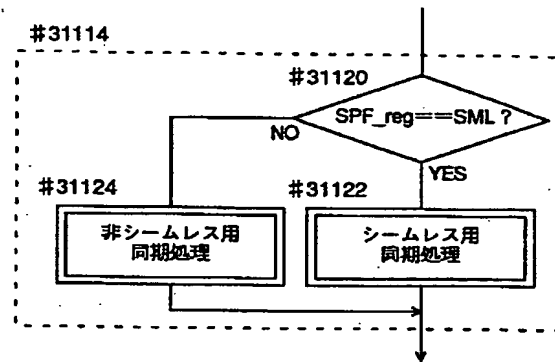 #31114
#31120
SPF_reg==SML?
NO
YES
#31124
#31122
非シームレス用
同期処理
シームレス用
同期処理